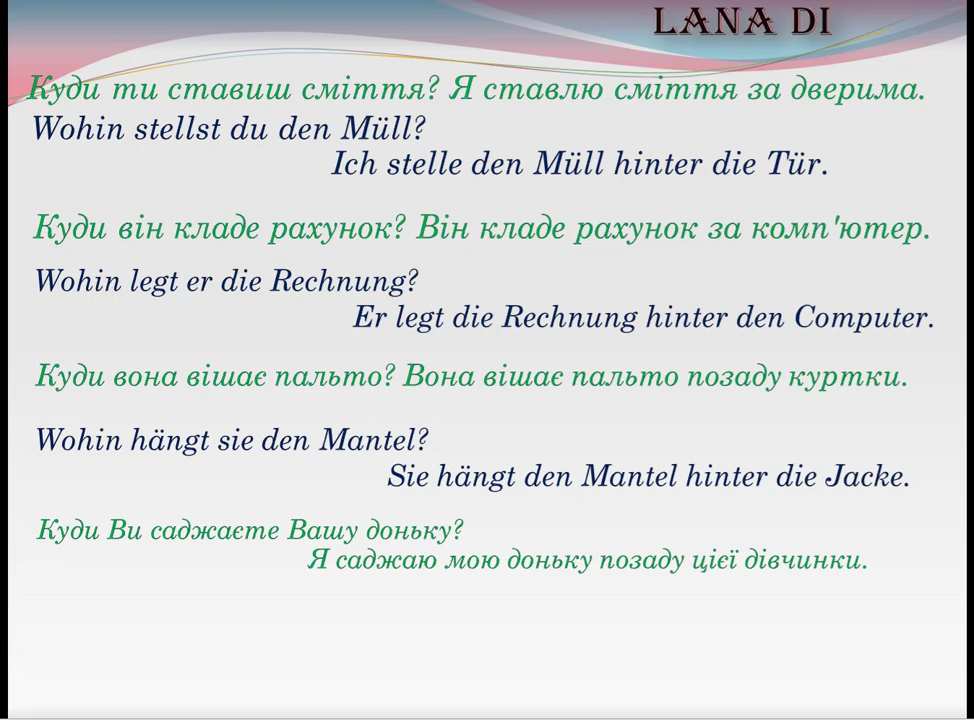 LANA DI
Куди ти ставиш сміття? Я ставлю сміття за дверима.
Wohin stellst du den Müll?
Ich stelle den Müll hinter die Tür.
Куди він кладе рахунок? Він кладе рахунок за комп'ютер.
Wohin legt er die Rechnung?
Er legt die Rechnung hinter den Computer.
Куди вона вішає пальто? Вона вішає пальто позаду куртки.
Wohin hängt sie den Mantel?
Sie hängt den Mantel hinter die Jacke.
Куди Ви саджаєте Вашу доньку?
Я саджаю мою доньку позаду цієї дівчинки.